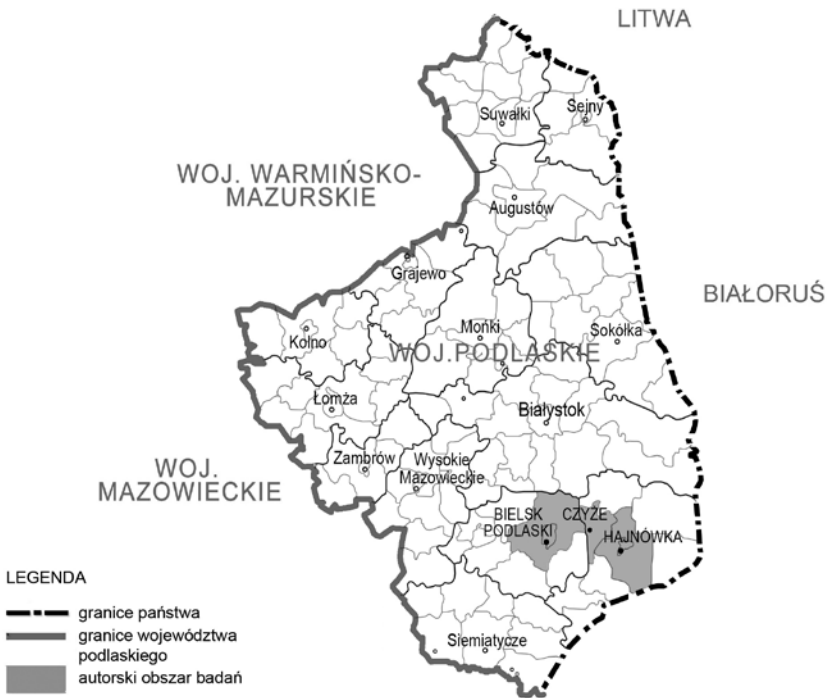 LITWA
Suwałki
Sejny
WOJ. WARMIŃSKO-
MAZURSKIE
Augustów
Grajewo
BIAŁORUŚ
Kolno
Mońki
Sokółka
WOJ.PODLASKIE
Łomża
Białystok
Zambrów
Wysokie
Mazowieckie
WOJ.
MAZOWIECKIE
BIELSK
PODLASKI
CZYŻE
HAJNÓWKA
Siemiatycze
LEGENDA
granice państwa
granice województwa
podlaskiego
autorski obszar badań